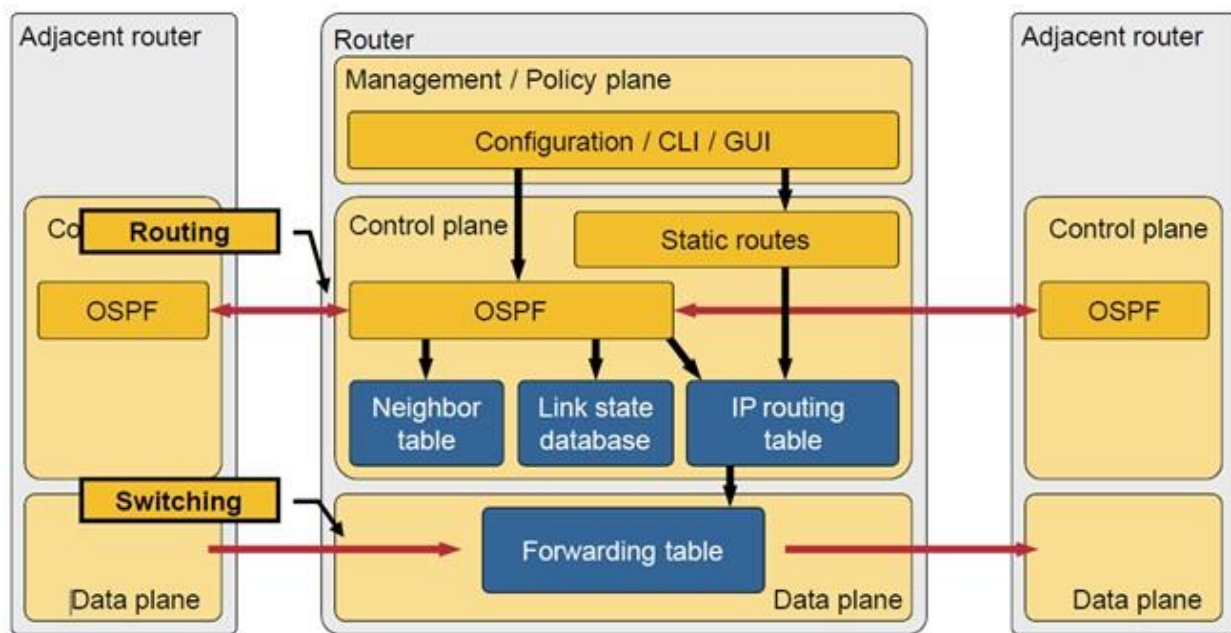 Adjacent router
Router
Adjacent router
Management / Policy plane
Configuration / CLI / GUI
Co
Routing
Control plane
Static routes
Control plane
OSPF
OSPF
OSPF
Neighbor
table
Link state
database
IP routing
table
Switching
Forwarding table
Data plane
Data plane
Data plane